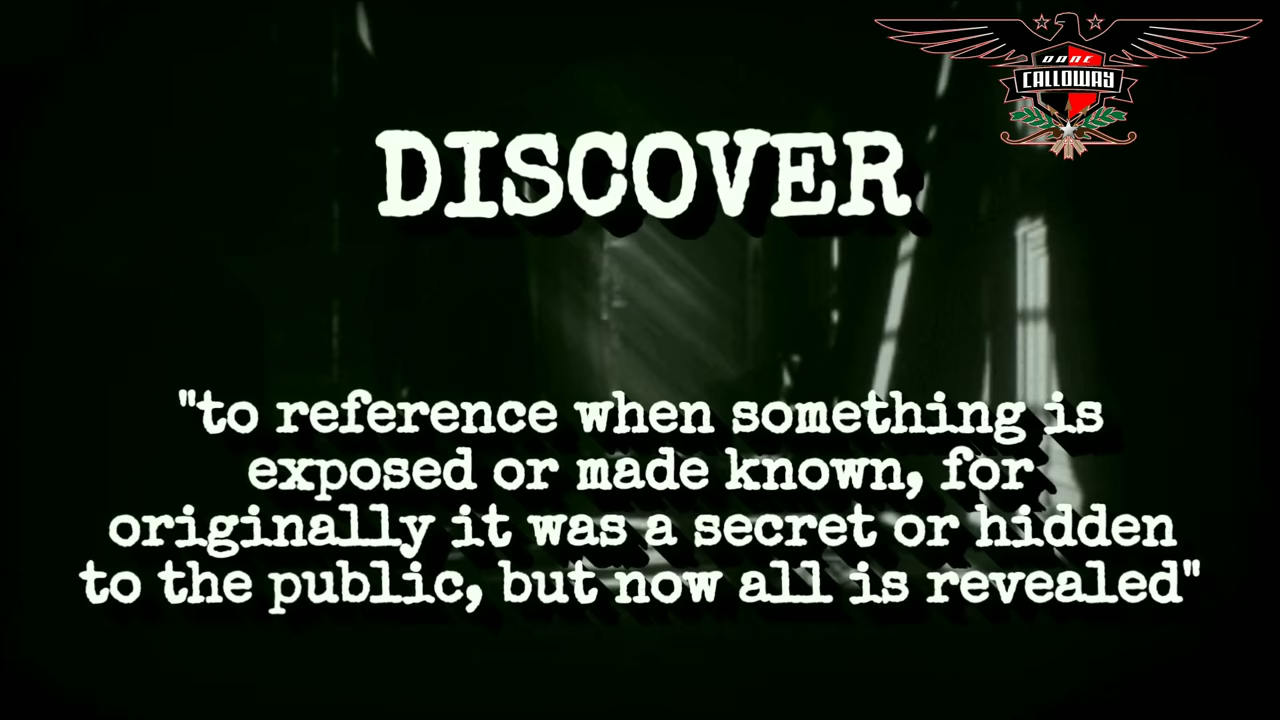 DANE
CALLOWAY
DISCOVER
"to reference when something is
exposed or made known, for
originally it was a secret or hidden
to the public, but now all is revealed"